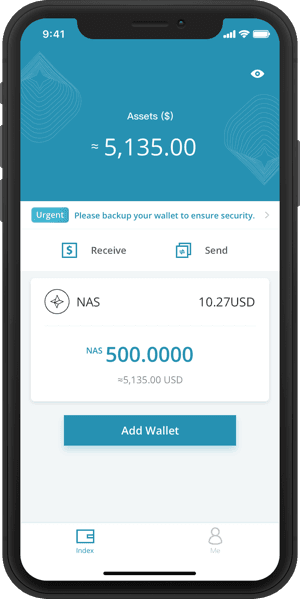 9:41
Assets ($)
≈ 5,135.00
Urgent Please backup your wallet to ensure security.
$ Receive Send
NAS 10.27USD
NAS 500.0000
≈5,135.00 USD
Add Wallet
Index Me